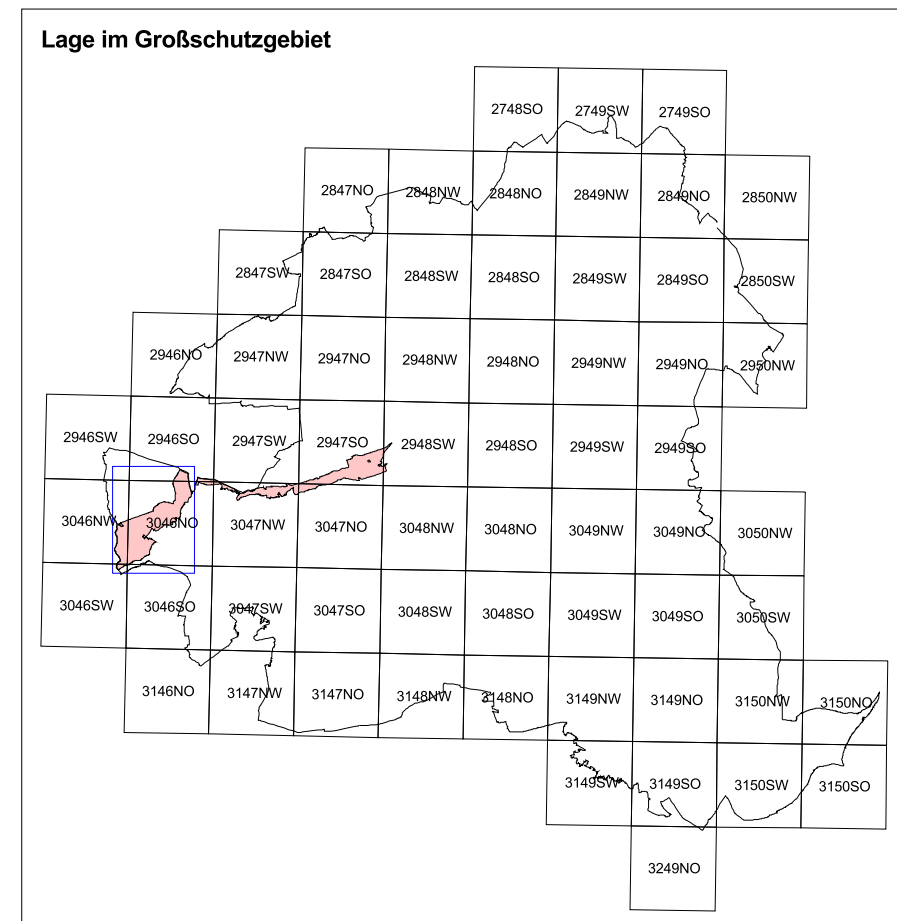 Lage im Großschutzgebiet
2748SO 2749SW 2749SO
2847NO 2848NW 2848NO 2849NW 2849NO 2850NW
2847SW 2847SO 2848SW 2848SO 2849SW 2849SO 2850SW
2946NO 2947NW 2947NO 2948NW 2948NO 2949NW 2949NO 2950NW
2946SW 2946SO 2947SW 2947SO 2948SW 2948SO 2949SW 2949SO
3046NW 3046NO 3047NW 3047NO 3048NW 3048NO 3049NW 3049NO 3050NW
3046SW 3046SO 3047SW 3047SO 3048SW 3048SO 3049SW 3049SO 3050SW
3146NO 3147NW 3147NO 3148NW 3148NO 3149NW 3149NO 3150NW 3150NO
3149SW 3149SO 3150SW 3150SO
3249NO